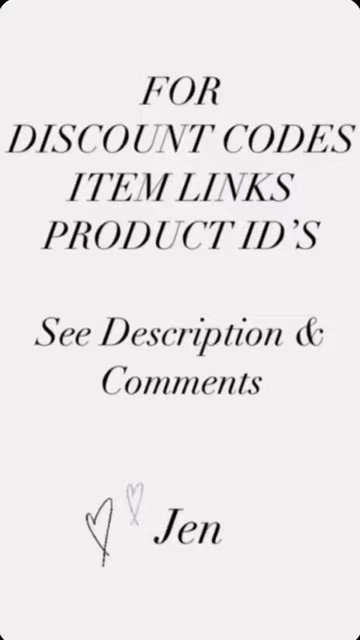 FOR
DISCOUNT CODES
ITEM LINKS
PRODUCT ID'S
See Description &
Comments
Jen